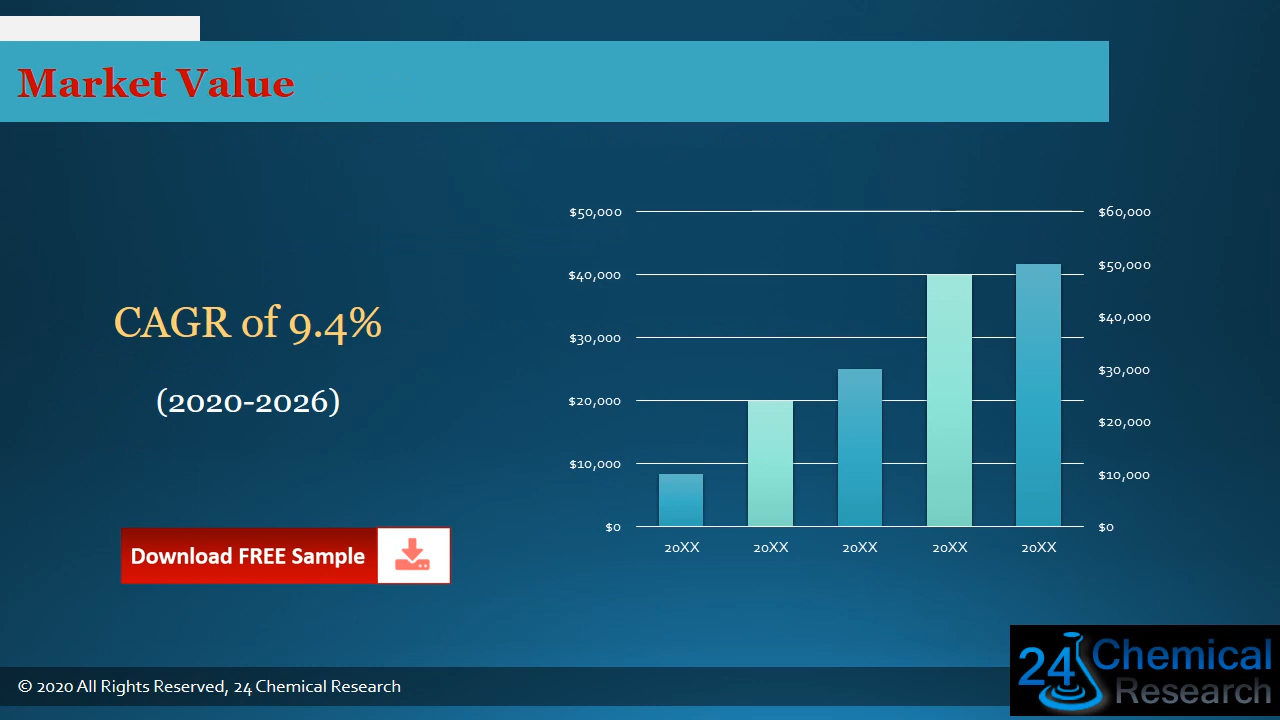 Market Value
CAGR of 9.4%
(2020-2026)
Download FREE Sample
$50,000
$40,000
$30,000
$20,000
$10,000
$0
$60,000
$50,000
$40,000
$30,000
$20,000
$10,000
$0
20XX 20XX 20XX 20XX 20XX
© 2020 All Rights Reserved, 24 Chemical Research
24 Chemical
Research